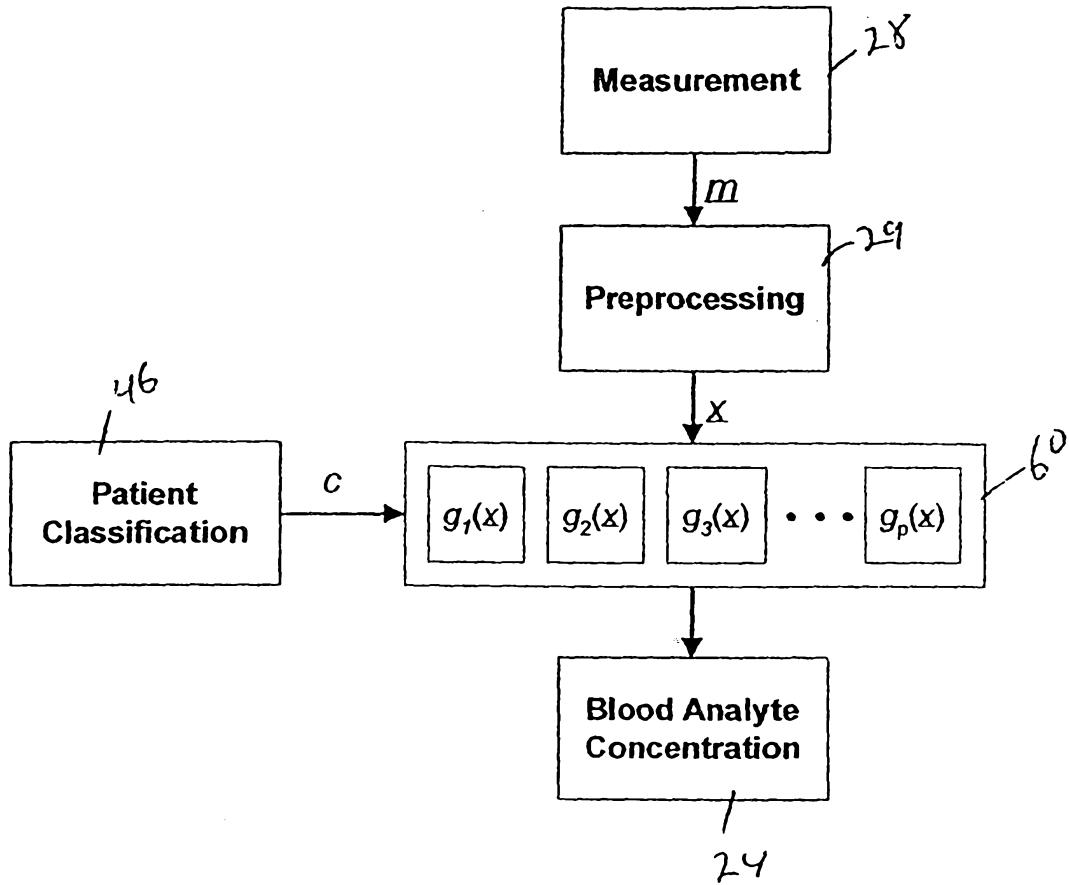 28
Measurement
m
29
Preprocessing
46
x
60
Patient
Classification
c
g₁(x) g₂(x) g₃(x) • • • gₚ(x)
Blood Analyte
Concentration
24